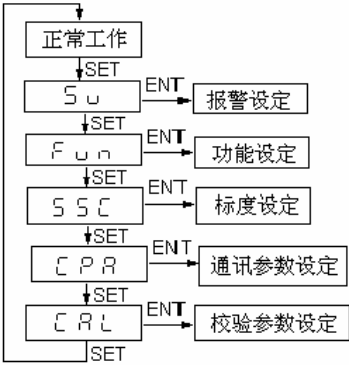 正常工作
SET
Su ENT 报警设定
SET
Fun ENT 功能设定
SET
SSC ENT 标度设定
SET
CPA ENT 通讯参数设定
SET
CAL ENT 校验参数设定
SET